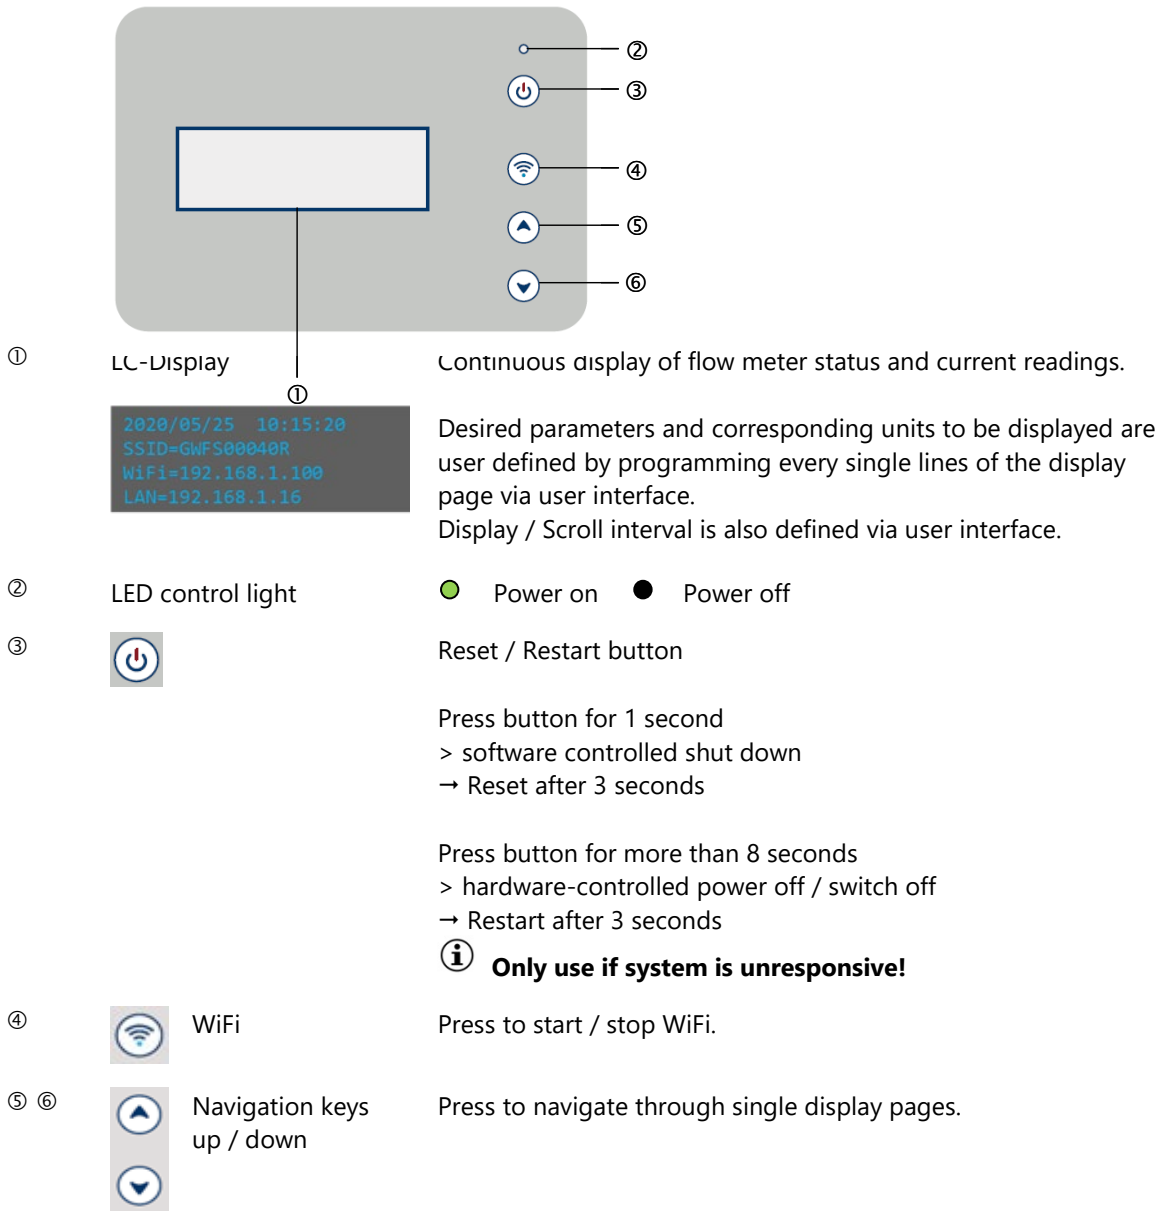 ②
③
④
⑤
⑥
① LC-Display Continuous display of flow meter status and current readings.
①
2020/05/25 10:15:20
SSID=GWFS00040R
WiFi=192.168.1.100
LAN=192.168.1.16
Desired parameters and corresponding units to be displayed are
user defined by programming every single lines of the display
page via user interface.
Display / Scroll interval is also defined via user interface.
② LED control light Power on Power off
③ Reset / Restart button
Press button for 1 second
> software controlled shut down
→ Reset after 3 seconds
Press button for more than 8 seconds
> hardware-controlled power off / switch off
→ Restart after 3 seconds
i Only use if system is unresponsive!
④ WiFi Press to start / stop WiFi.
⑤ ⑥ Navigation keys Press to navigate through single display pages.
up / down